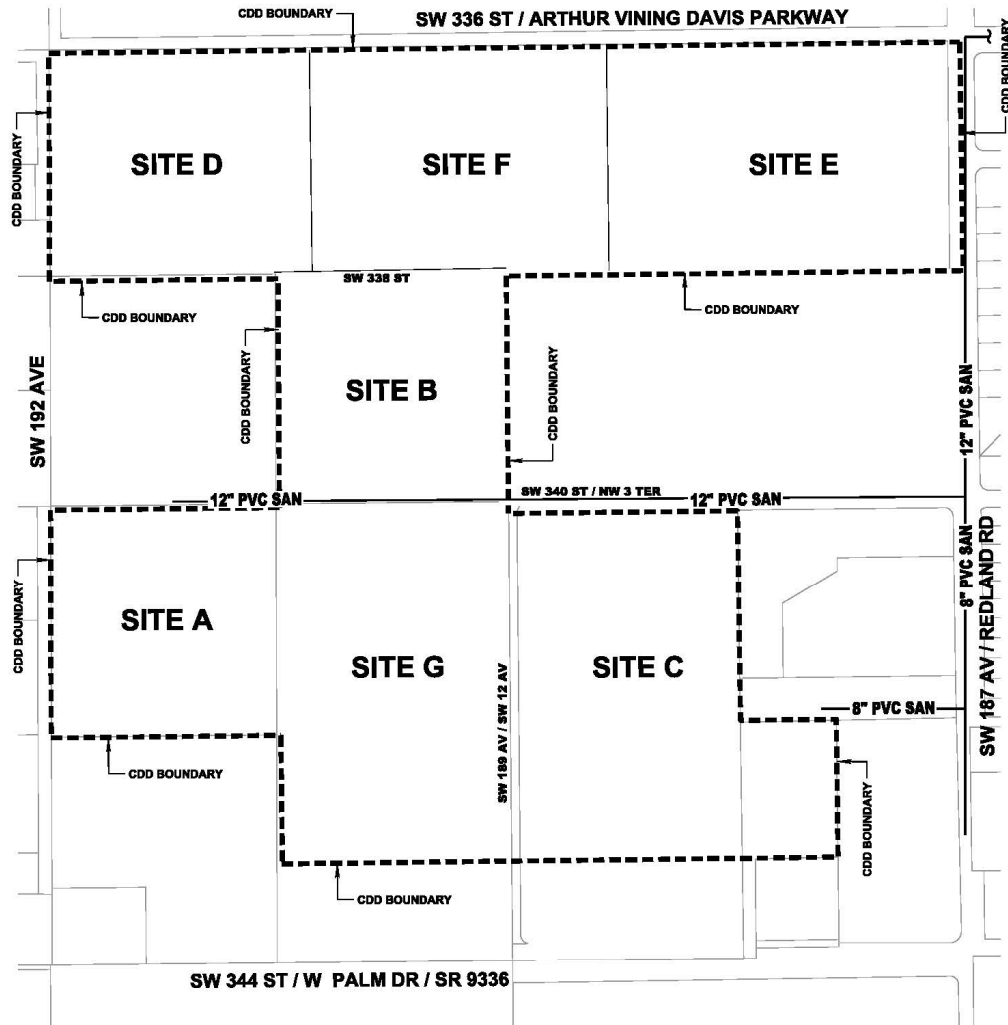 CDD BOUNDARY
SW 336 ST / ARTHUR VINING DAVIS PARKWAY
CDD BOUNDARY
CDD BOUNDARY
SITE D
SITE F
SITE E
SW 338 ST
CDD BOUNDARY
CDD BOUNDARY
CDD BOUNDARY
CDD BOUNDARY
SW 192 AVE
SITE B
12" PVC SAN
12" PVC SAN
SW 340 ST / NW 3 TER
12" PVC SAN
8" PVC SAN
SW 187 AV / REDLAND RD
CDD BOUNDARY
SITE A
SITE G
SW 189 AV / SW 12 AV
SITE C
8" PVC SAN
CDD BOUNDARY
CDD BOUNDARY
CDD BOUNDARY
SW 344 ST / W PALM DR / SR 9336